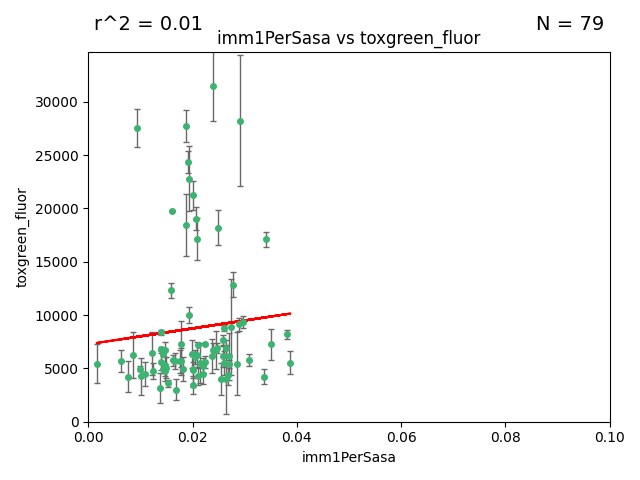 r^2 = 0.01
N = 79
imm1PerSasa vs toxgreen_fluor
30000
25000
20000
15000
10000
5000
0
toxgreen_fluor
0.00
0.02
0.04
0.06
0.08
0.10
imm1PerSasa